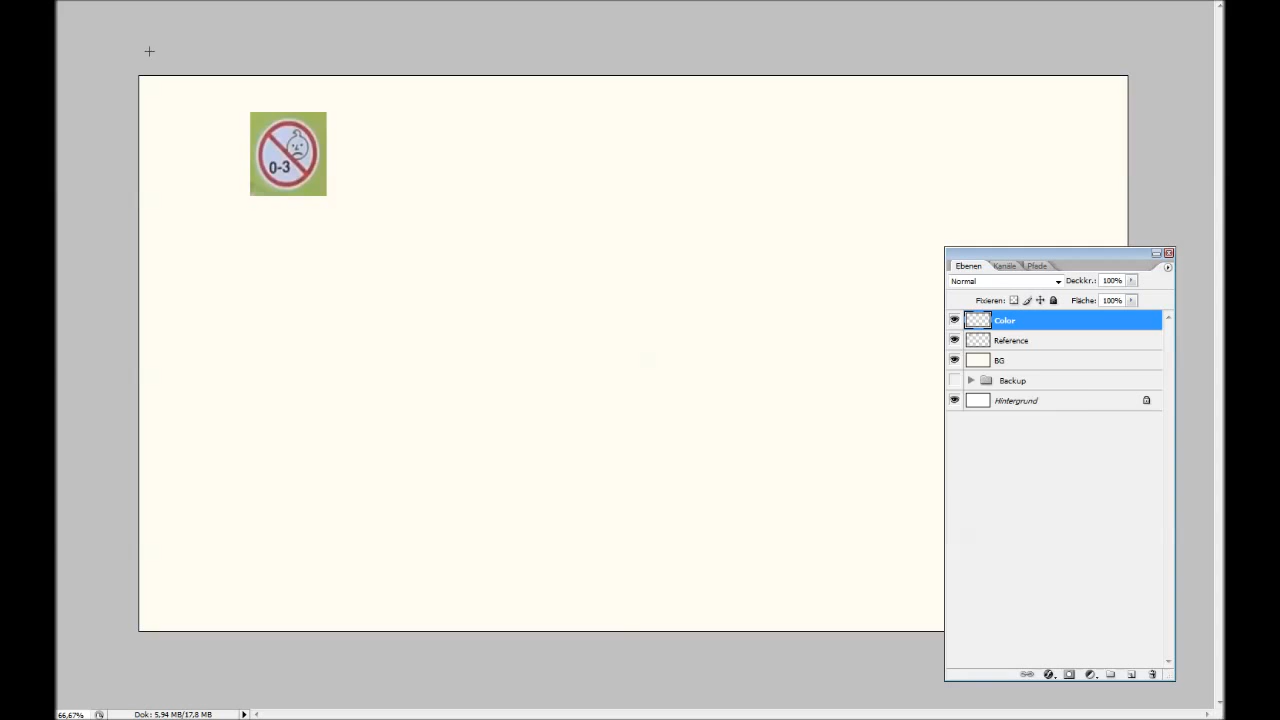 0-3
Ebenen Kanäle Pfade
Normal Deckkr.: 100%
Fixieren: Fläche: 100%
Color
Reference
BG
Backup
Hintergrund
66,67% Dok: 5,94 MB/17,8 MB